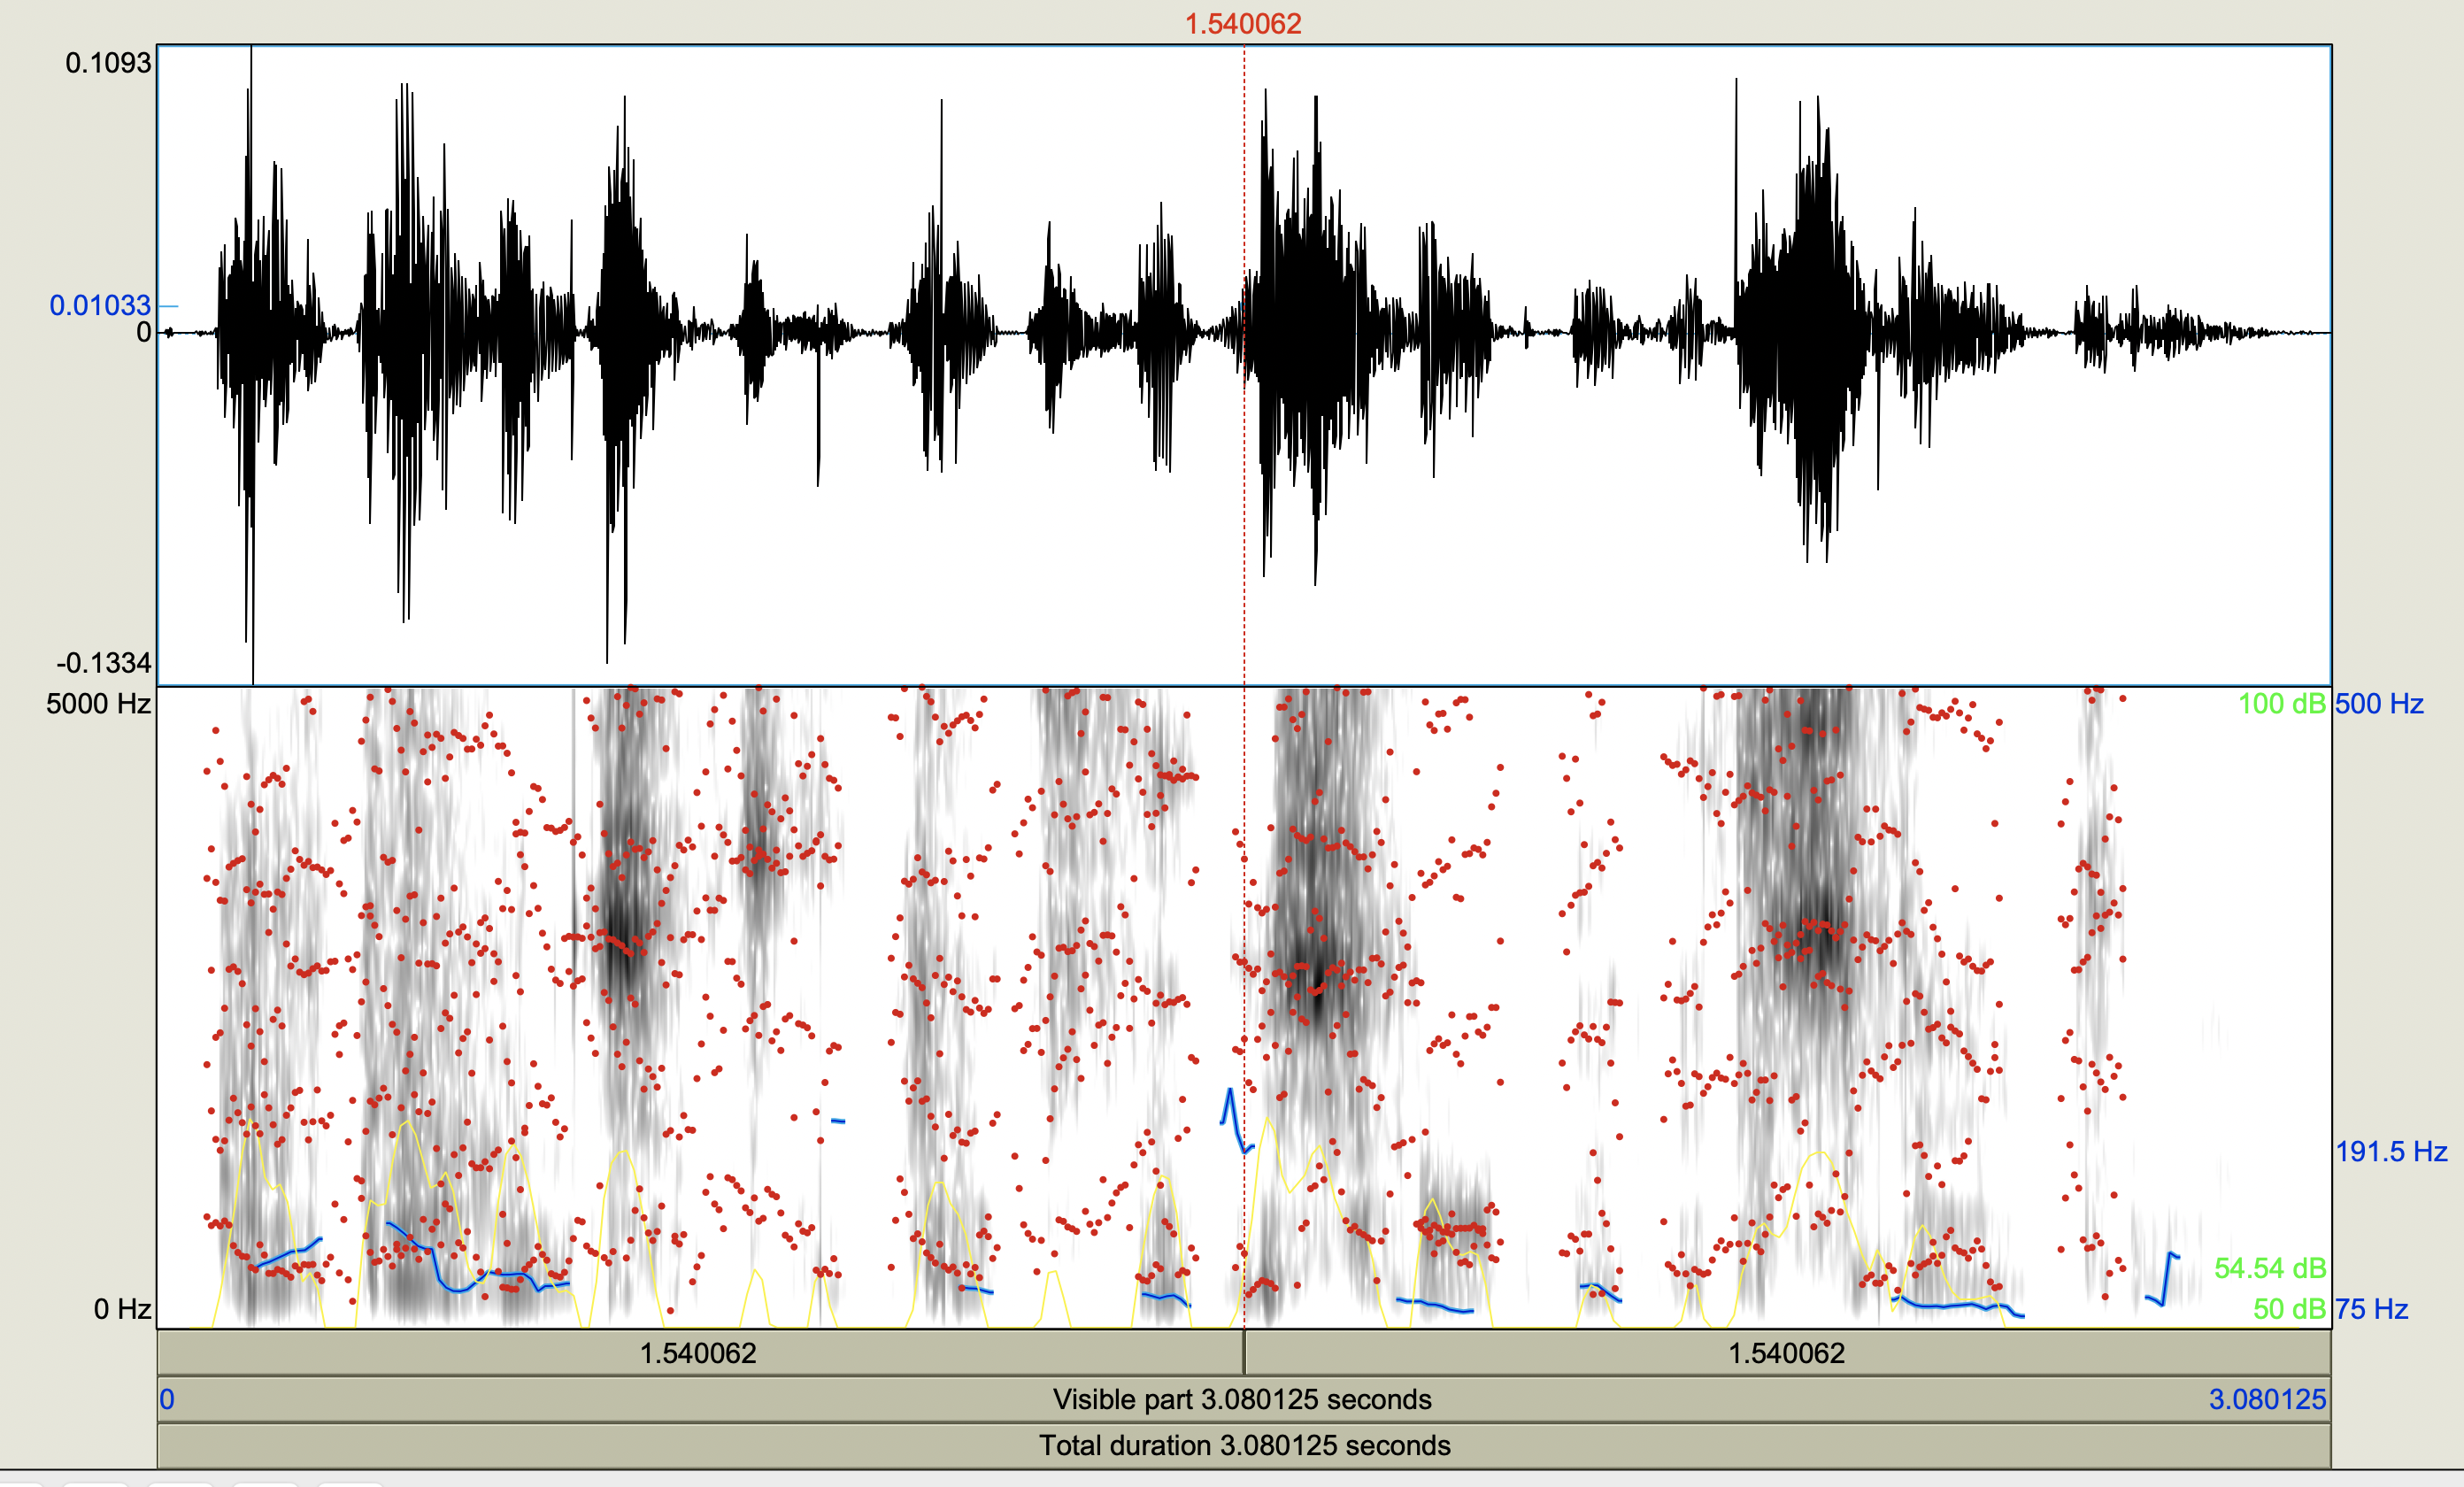 1.540062
0.1093
0.01033
0
-0.1334
5000 Hz
100 dB 500 Hz
191.5 Hz
54.54 dB
0 Hz
50 dB 75 Hz
1.540062 1.540062
0 Visible part 3.080125 seconds 3.080125
Total duration 3.080125 seconds